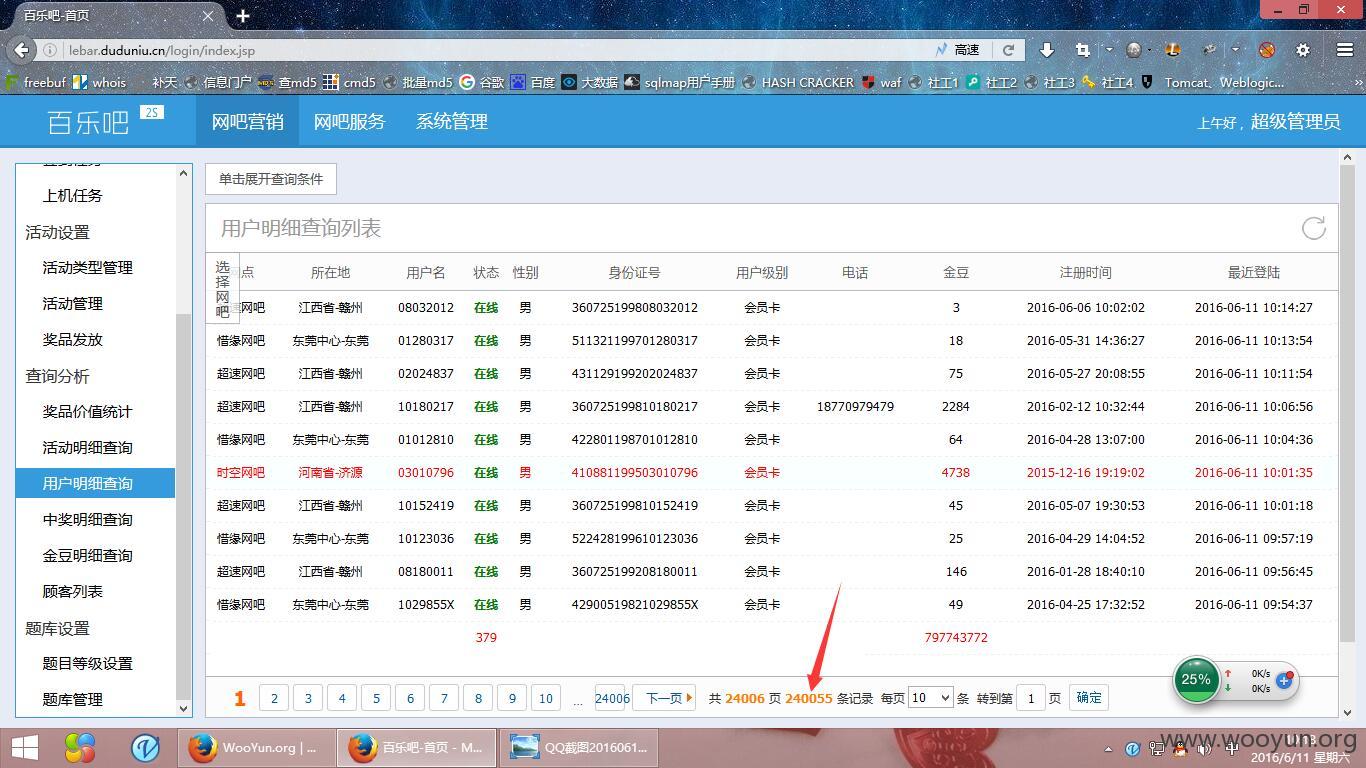 百乐吧-首页
lebar.duduniu.cn/login/index.jsp
高速
freebuf whois 补天 信息门户 查md5 cmd5 批量md5 谷歌 百度 大数据 sqlmap用户手册 HASH CRACKER waf 社工1 社工2 社工3 社工4 Tomcat、Weblogic... »
百乐吧 2S 网吧营销 网吧服务 系统管理 上午好， 超级管理员
上机任务
活动设置
活动类型管理
活动管理
奖品发放
查询分析
奖品价值统计
活动明细查询
用户明细查询
中奖明细查询
金豆明细查询
顾客列表
题库设置
题目等级设置
题库管理
单击展开查询条件
用户明细查询列表
选择网吧
点 所在地 用户名 状态 性别 身份证号 用户级别 电话 金豆 注册时间 最近登陆
速网吧 江西省-赣州 08032012 在线 男 360725199808032012 会员卡 3 2016-06-06 10:02:02 2016-06-11 10:14:27
惜缘网吧 东莞中心-东莞 01280317 在线 男 511321199701280317 会员卡 18 2016-05-31 14:36:27 2016-06-11 10:13:54
超速网吧 江西省-赣州 02024837 在线 男 431129199202024837 会员卡 75 2016-05-27 20:08:55 2016-06-11 10:11:54
超速网吧 江西省-赣州 10180217 在线 男 360725199810180217 会员卡 18770979479 2284 2016-02-12 10:32:44 2016-06-11 10:06:56
惜缘网吧 东莞中心-东莞 01012810 在线 男 422801198701012810 会员卡 64 2016-04-28 13:07:00 2016-06-11 10:04:36
时空网吧 河南省-济源 03010796 在线 男 410881199503010796 会员卡 4738 2015-12-16 19:19:02 2016-06-11 10:01:35
超速网吧 江西省-赣州 10152419 在线 男 360725199810152419 会员卡 45 2016-05-07 19:30:53 2016-06-11 10:01:18
惜缘网吧 东莞中心-东莞 10123036 在线 男 522428199610123036 会员卡 25 2016-04-29 14:04:52 2016-06-11 09:57:19
超速网吧 江西省-赣州 08180011 在线 男 360725199208180011 会员卡 146 2016-01-28 18:40:10 2016-06-11 09:56:45
惜缘网吧 东莞中心-东莞 1029855X 在线 男 42900519821029855X 会员卡 49 2016-04-25 17:32:52 2016-06-11 09:54:37
379 797743772
1 2 3 4 5 6 7 8 9 10 ... 24006 下一页 共 24006 页 240055 条记录 每页 10 条 转到第 1 页 确定
25% 0K/s
0K/s
WooYun.org | ... 百乐吧-首页 - M... QQ截图2016061... 中
2016/6/11 星期六
www.wooyun.org